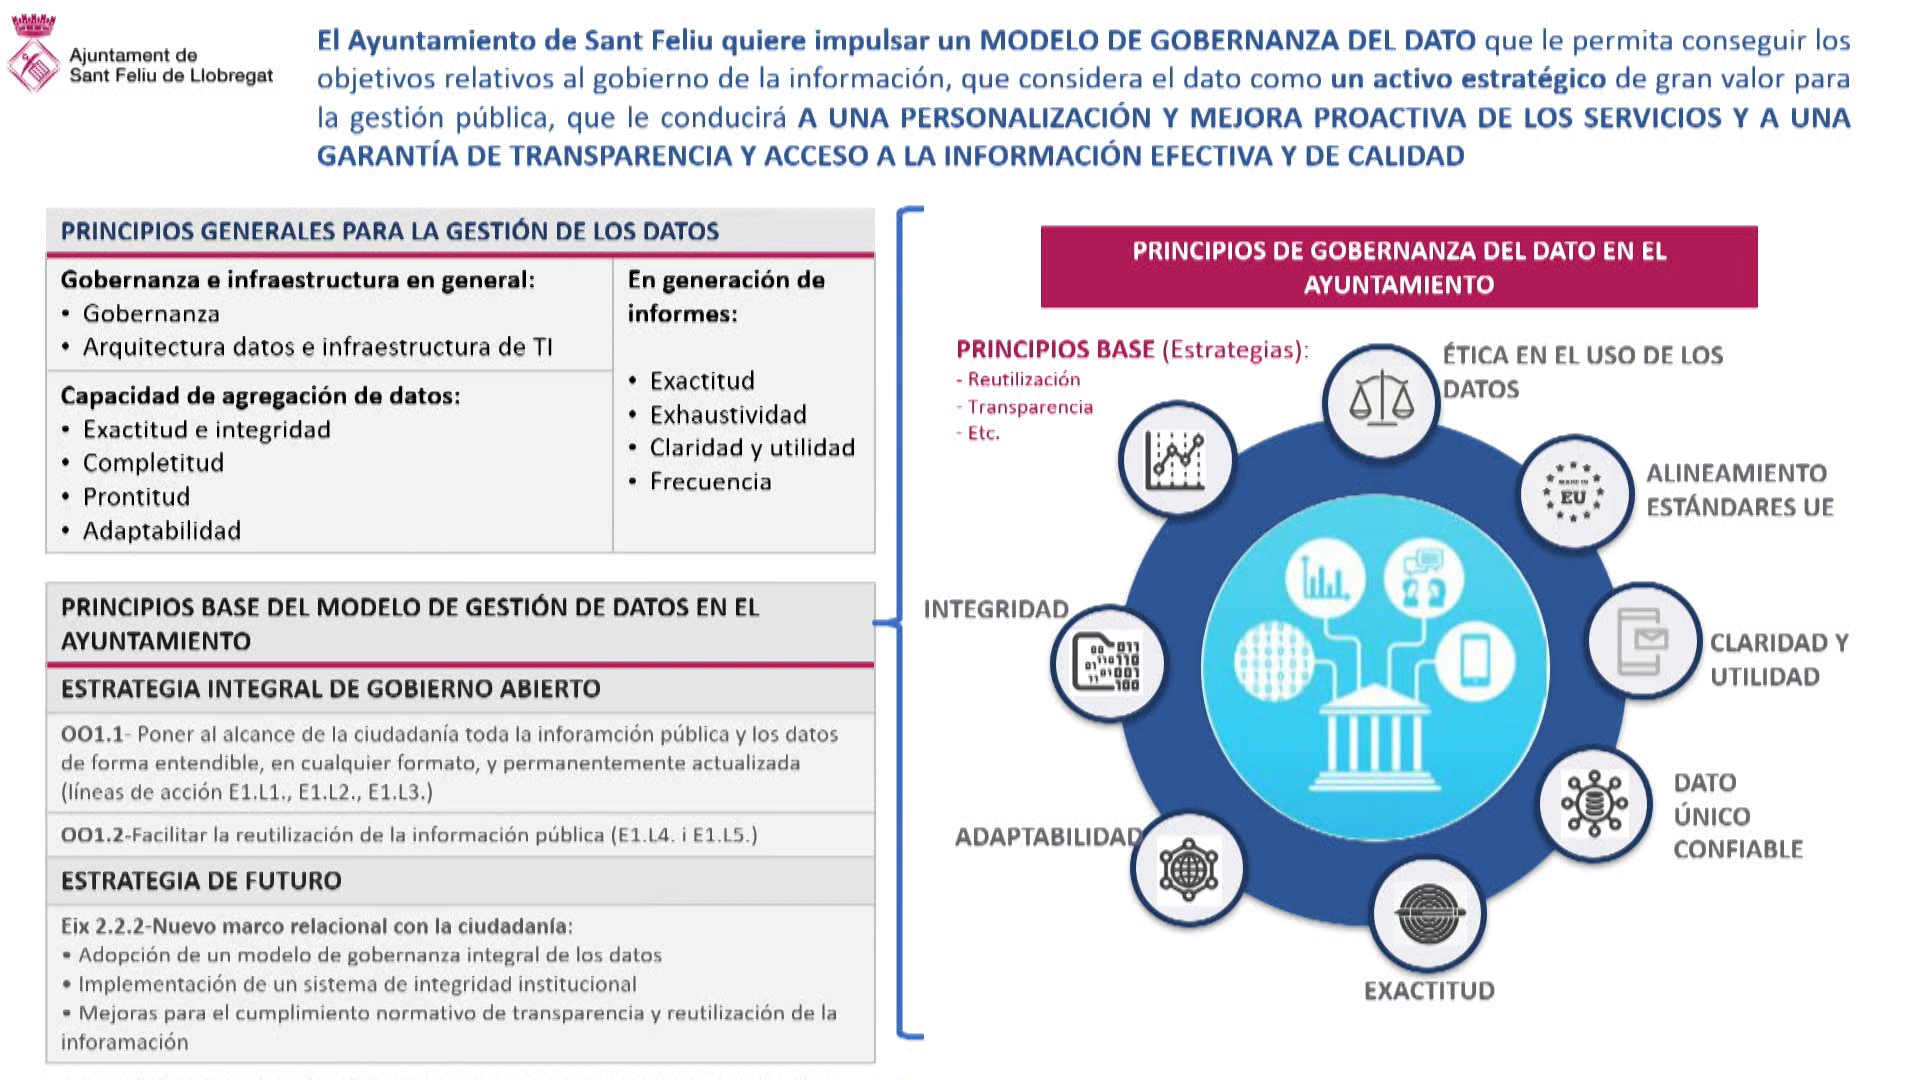 Ajuntament de
Sant Feliu de Llobregat
El Ayuntamiento de Sant Feliu quiere impulsar un MODELO DE GOBERNANZA DEL DATO que le permita conseguir los
objetivos relativos al gobierno de la información, que considera el dato como un activo estratégico de gran valor para
la gestión pública, que le conducirá A UNA PERSONALIZACIÓN Y MEJORA PROACTIVA DE LOS SERVICIOS Y A UNA
GARANTÍA DE TRANSPARENCIA Y ACCESO A LA INFORMACIÓN EFECTIVA Y DE CALIDAD
PRINCIPIOS GENERALES PARA LA GESTIÓN DE LOS DATOS
Gobernanza e infraestructura en general:
• Gobernanza
• Arquitectura datos e infraestructura de TI
Capacidad de agregación de datos:
• Exactitud e integridad
• Completitud
• Prontitud
• Adaptabilidad
En generación de
informes:
• Exactitud
• Exhaustividad
• Claridad y utilidad
• Frecuencia
PRINCIPIOS BASE DEL MODELO DE GESTIÓN DE DATOS EN EL
AYUNTAMIENTO
ESTRATEGIA INTEGRAL DE GOBIERNO ABIERTO
OO1.1- Poner al alcance de la ciudadanía toda la inforamción pública y los datos
de forma entendible, en cualquier formato, y permanentemente actualizada
(líneas de acción E1.L1., E1.L2., E1.L3.)
OO1.2-Facilitar la reutilización de la información pública (E1.L4. i E1.L5.)
ESTRATEGIA DE FUTURO
Eix 2.2.2-Nuevo marco relacional con la ciudadanía:
• Adopción de un modelo de gobernanza integral de los datos
• Implementación de un sistema de integridad institucional
• Mejoras para el cumplimiento normativo de transparencia y reutilización de la
inforamación
PRINCIPIOS DE GOBERNANZA DEL DATO EN EL
AYUNTAMIENTO
PRINCIPIOS BASE (Estrategias):
- Reutilización
- Transparencia
- Etc.
ÉTICA EN EL USO DE LOS
DATOS
MADE IN
EU
ALINEAMIENTO
ESTÁNDARES UE
CLARIDAD Y
UTILIDAD
DATO
ÚNICO
CONFIABLE
EXACTITUD
ADAPTABILIDAD
INTEGRIDAD